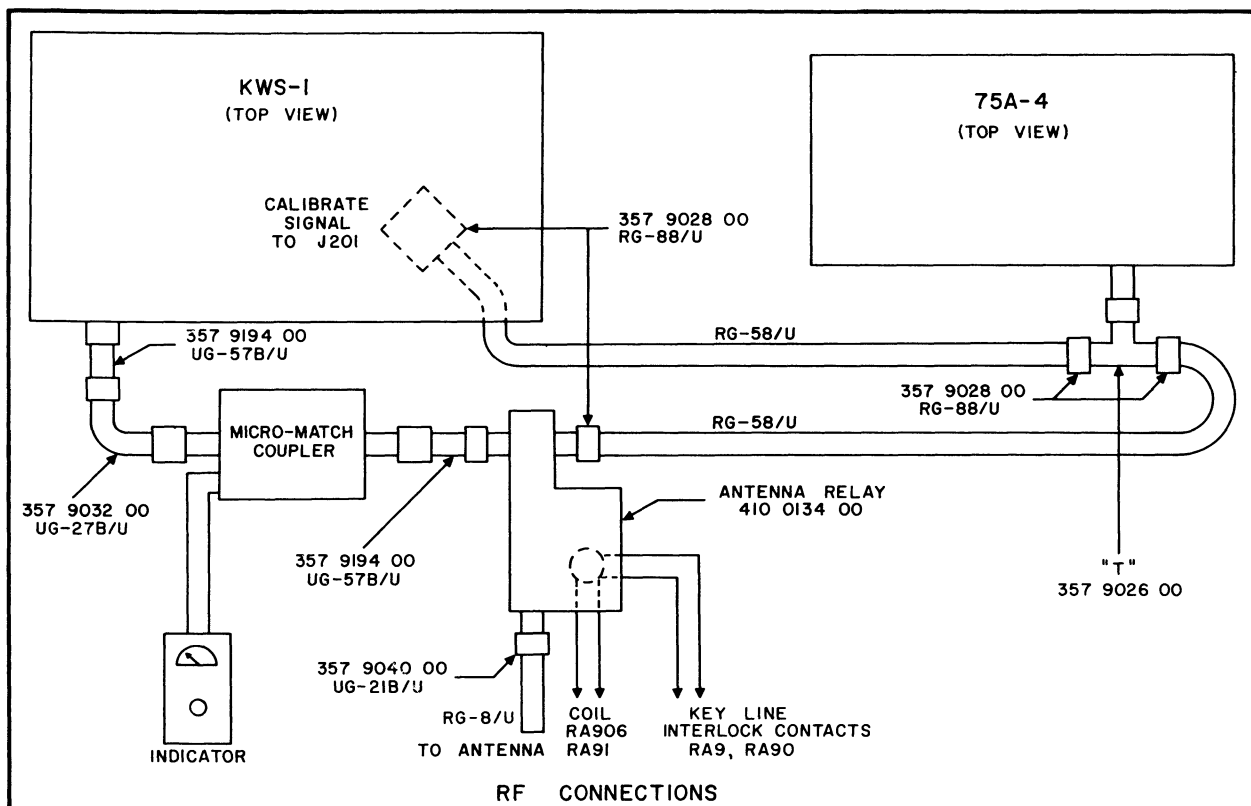 KWS-1
(TOP VIEW)
75A-4
(TOP VIEW)
CALIBRATE
SIGNAL
TO J201
357 9028 00
RG-88/U
357 9194 00
UG-57B/U
RG-58/U
357 9028 00
RG-88/U
MICRO-MATCH
COUPLER
RG-58/U
357 9032 00
UG-27B/U
ANTENNA RELAY
410 0134 00
357 9194 00
UG-57B/U
"T"
357 9026 00
357 9040 00
UG-21B/U
RG-8/U
TO ANTENNA
COIL
RA906
RA91
KEY LINE
INTERLOCK CONTACTS
RA9, RA90
INDICATOR
RF CONNECTIONS